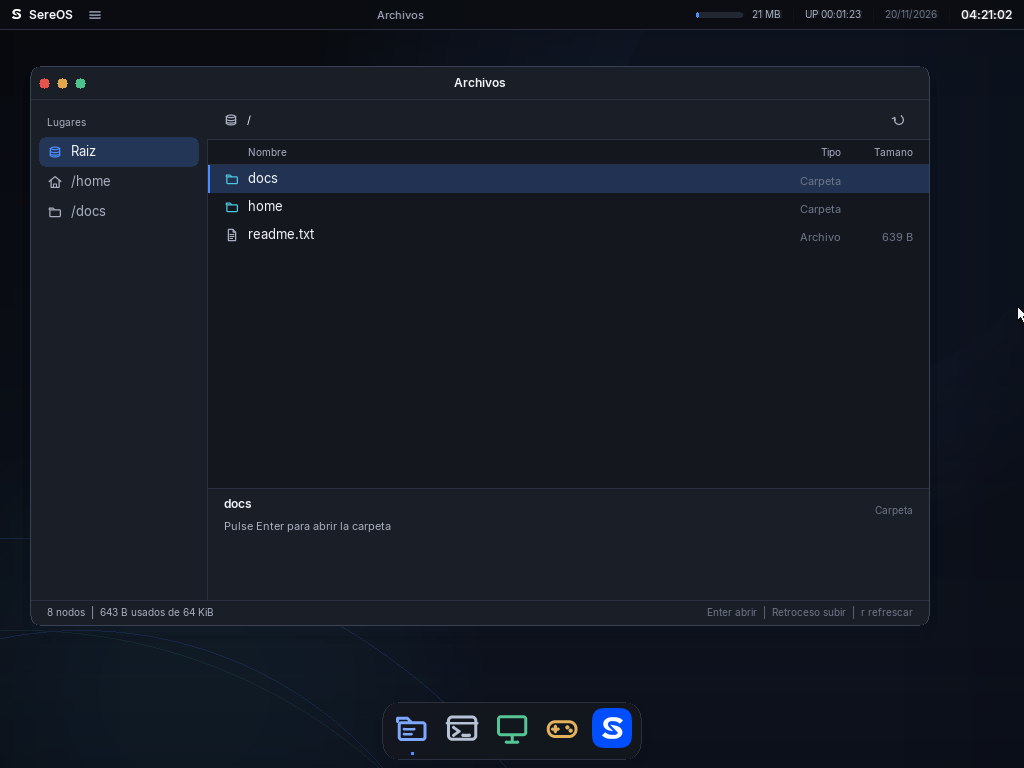 SereOS
Archivos
21 MB
UP 00:01:23
20/11/2026
04:21:02
Archivos
Lugares
Raiz
/home
/docs
/
Nombre
Tipo
Tamano
docs
Carpeta
home
Carpeta
readme.txt
Archivo
639 B
docs
Carpeta
Pulse Enter para abrir la carpeta
8 nodos | 643 B usados de 64 KiB
Enter abrir | Retroceso subir | r refrescar